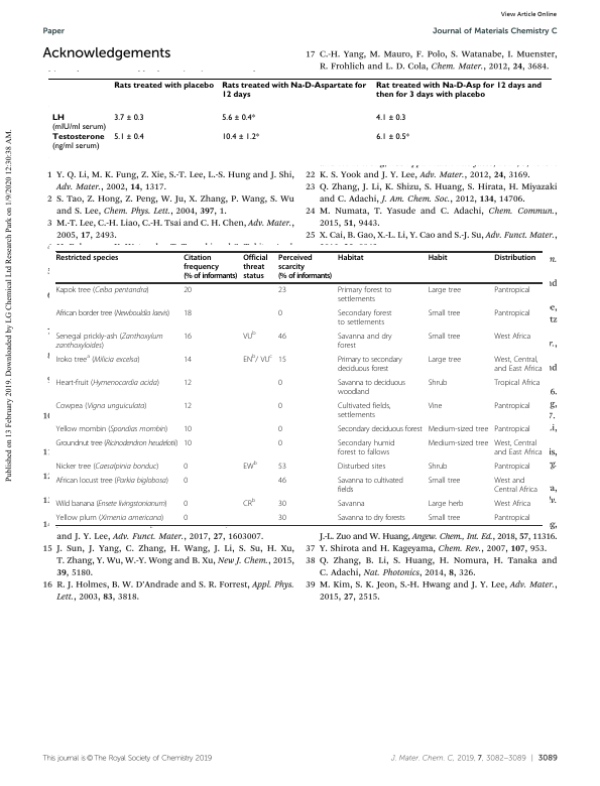 View Article Online
Paper
Journal of Materials Chemistry C
Published on 13 February 2019. Downloaded by LG Chemical Ltd Research Park on 1/9/2020 12:30:38 AM.
Acknowledgements
17 C.-H. Yang, M. Mauro, F. Polo, S. Watanabe, I. Muenster,
R. Frohlich and L. D. Cola, Chem. Mater., 2012, 24, 3684.
Rats treated with placebo Rats treated with Na-D-Aspartate for 12 days Rat treated with Na-D-Asp for 12 days and then for 3 days with placebo
LH 3.7 ± 0.3 5.6 ± 0.4* 4.1 ± 0.3
(mIU/ml serum)
Testosterone 5.1 ± 0.4 10.4 ± 1.2* 6.1 ± 0.5*
(ng/ml serum)
1 Y. Q. Li, M. K. Fung, Z. Xie, S.-T. Lee, L.-S. Hung and J. Shi,
Adv. Mater., 2002, 14, 1317.
2 S. Tao, Z. Hong, Z. Peng, W. Ju, X. Zhang, P. Wang, S. Wu
and S. Lee, Chem. Phys. Lett., 2004, 397, 1.
3 M.-T. Lee, C.-H. Liao, C.-H. Tsai and C. H. Chen, Adv. Mater.,
2005, 17, 2493.
22 K. S. Yook and J. Y. Lee, Adv. Mater., 2012, 24, 3169.
23 Q. Zhang, J. Li, K. Shizu, S. Huang, S. Hirata, H. Miyazaki
and C. Adachi, J. Am. Chem. Soc., 2012, 134, 14706.
24 M. Numata, T. Yasude and C. Adachi, Chem. Commun.,
2015, 51, 9443.
25 X. Cai, B. Gao, X.-L. Li, Y. Cao and S.-J. Su, Adv. Funct. Mater.,
Restricted species Citation frequency (% of informants) Official threat status Perceived scarcity (% of informants) Habitat Habit Distribution
Kapok tree (Ceiba pentandra) 20 23 Primary forest to settlements Large tree Pantropical
African border tree (Newbouldia laevis) 18 0 Secondary forest to settlements Small tree Pantropical
Senegal prickly-ash (Zanthoxylum zanthoxyloides) 16 VUb 46 Savanna and dry forest Small tree West Africa
Iroko treea (Milicia excelsa) 14 ENb/ VUc 15 Primary to secondary deciduous forest Large tree West, Central, and East Africa
Heart-fruit (Hymenocardia acida) 12 0 Savanna to deciduous woodland Shrub Tropical Africa
Cowpea (Vigna unguiculata) 12 0 Cultivated fields, settlements Vine Pantropical
Yellow mombin (Spondias mombin) 10 0 Secondary deciduous forest Medium-sized tree Pantropical
Groundnut tree (Ricinodendron heudelotii) 10 0 Secondary humid forest to fallows Medium-sized tree West, Central and East Africa
Nicker tree (Caesalpinia bonduc) 0 EWb 53 Disturbed sites Shrub Pantropical
African locust tree (Parkia biglobosa) 0 46 Savanna to cultivated fields Small tree West and Central Africa
Wild banana (Ensete livingstonianum) 0 CRb 30 Savanna Large herb West Africa
Yellow plum (Ximenia americana) 0 30 Savanna to dry forests Small tree Pantropical
and J. Y. Lee, Adv. Funct. Mater., 2017, 27, 1603007.
15 J. Sun, J. Yang, C. Zhang, H. Wang, J. Li, S. Su, H. Xu,
T. Zhang, Y. Wu, W.-Y. Wong and B. Xu, New J. Chem., 2015,
39, 5180.
16 R. J. Holmes, B. W. D'Andrade and S. R. Forrest, Appl. Phys.
Lett., 2003, 83, 3818.
J.-L. Zuo and W. Huang, Angew. Chem., Int. Ed., 2018, 57, 11316.
37 Y. Shirota and H. Kageyama, Chem. Rev., 2007, 107, 953.
38 Q. Zhang, B. Li, S. Huang, H. Nomura, H. Tanaka and
C. Adachi, Nat. Photonics, 2014, 8, 326.
39 M. Kim, S. K. Jeon, S.-H. Hwang and J. Y. Lee, Adv. Mater.,
2015, 27, 2515.
This journal is © The Royal Society of Chemistry 2019
J. Mater. Chem. C, 2019, 7, 3082–3089 | 3089